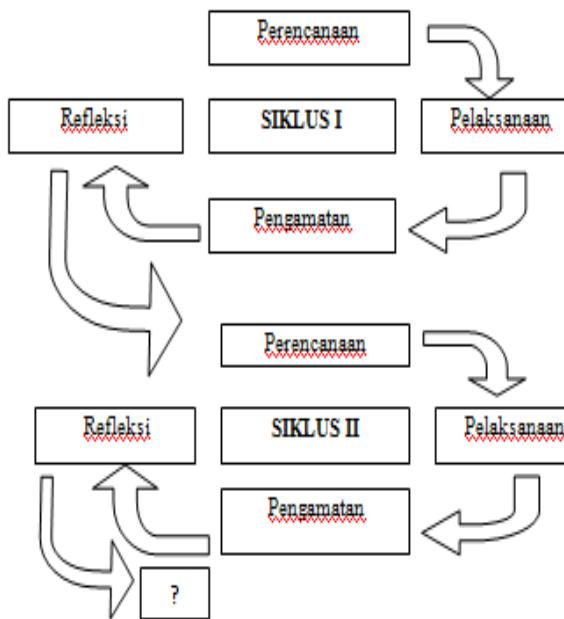 Perencanaan
Refleksi
SIKLUS I
Pelaksanaan
Pengamatan
Perencanaan
Refleksi
SIKLUS II
Pelaksanaan
Pengamatan
?